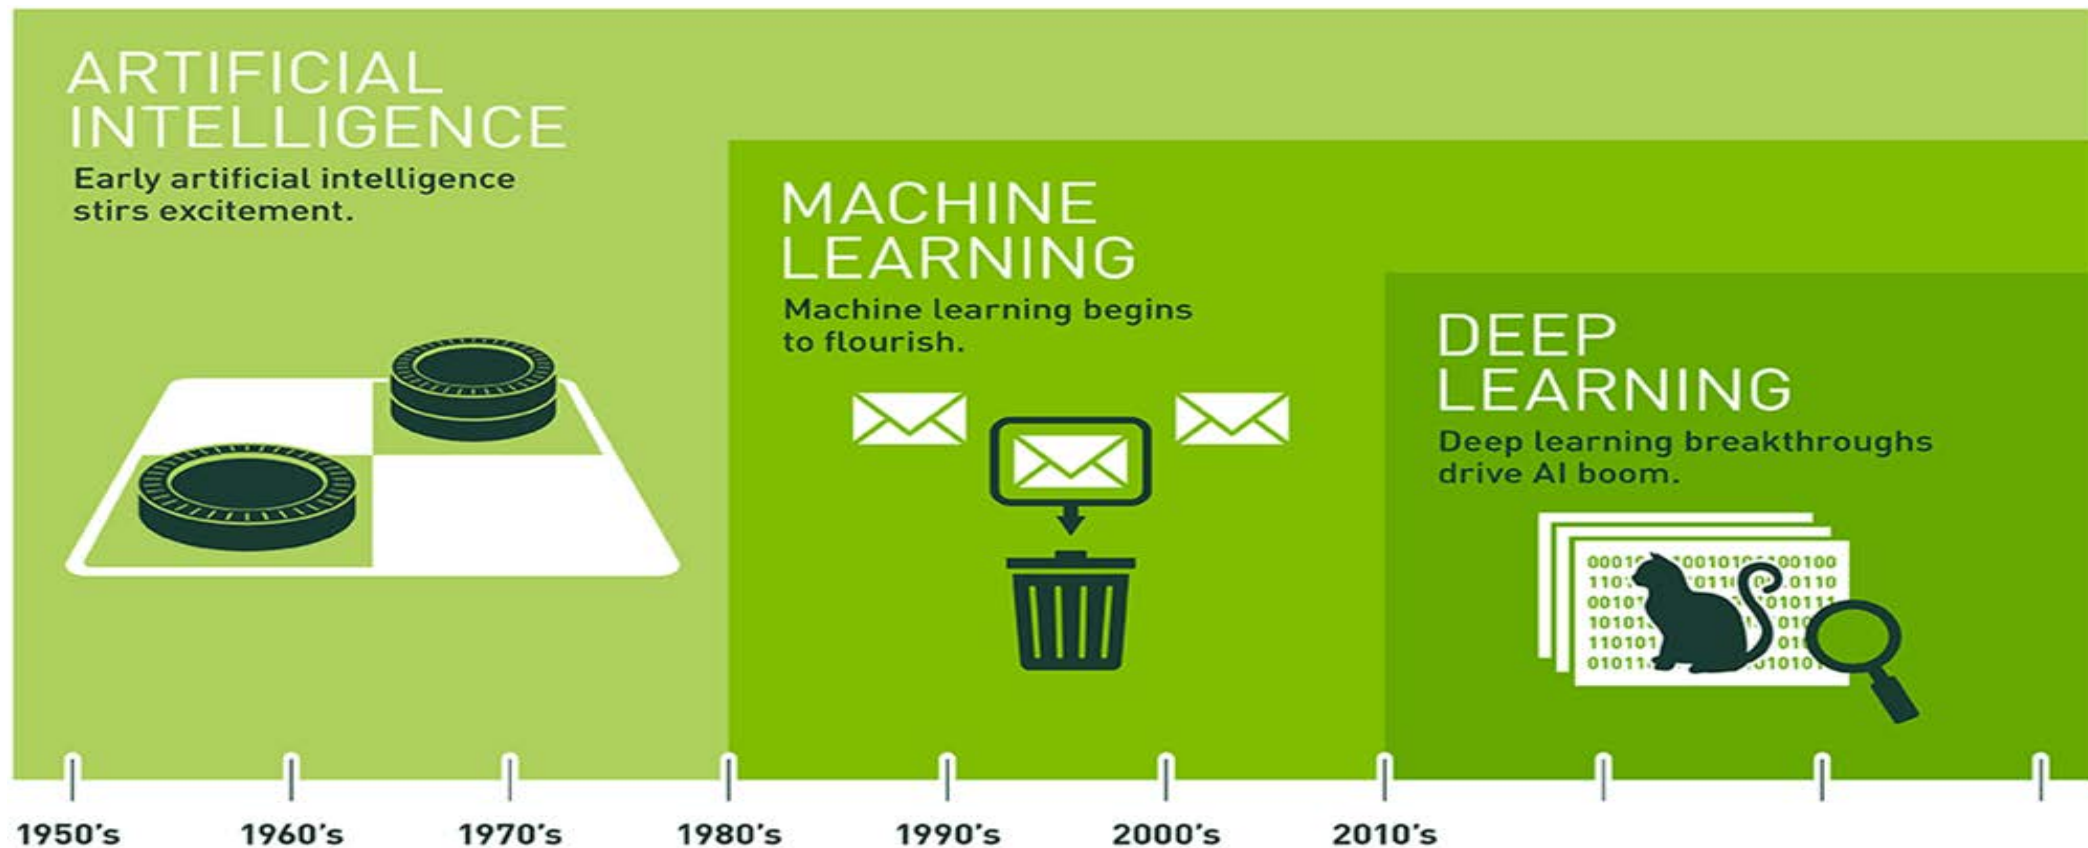 ARTIFICIAL
INTELLIGENCE
Early artificial intelligence
stirs excitement.
MACHINE
LEARNING
Machine learning begins
to flourish.
DEEP
LEARNING
Deep learning breakthroughs
drive AI boom.
1950's
1960's
1970's
1980's
1990's
2000's
2010's